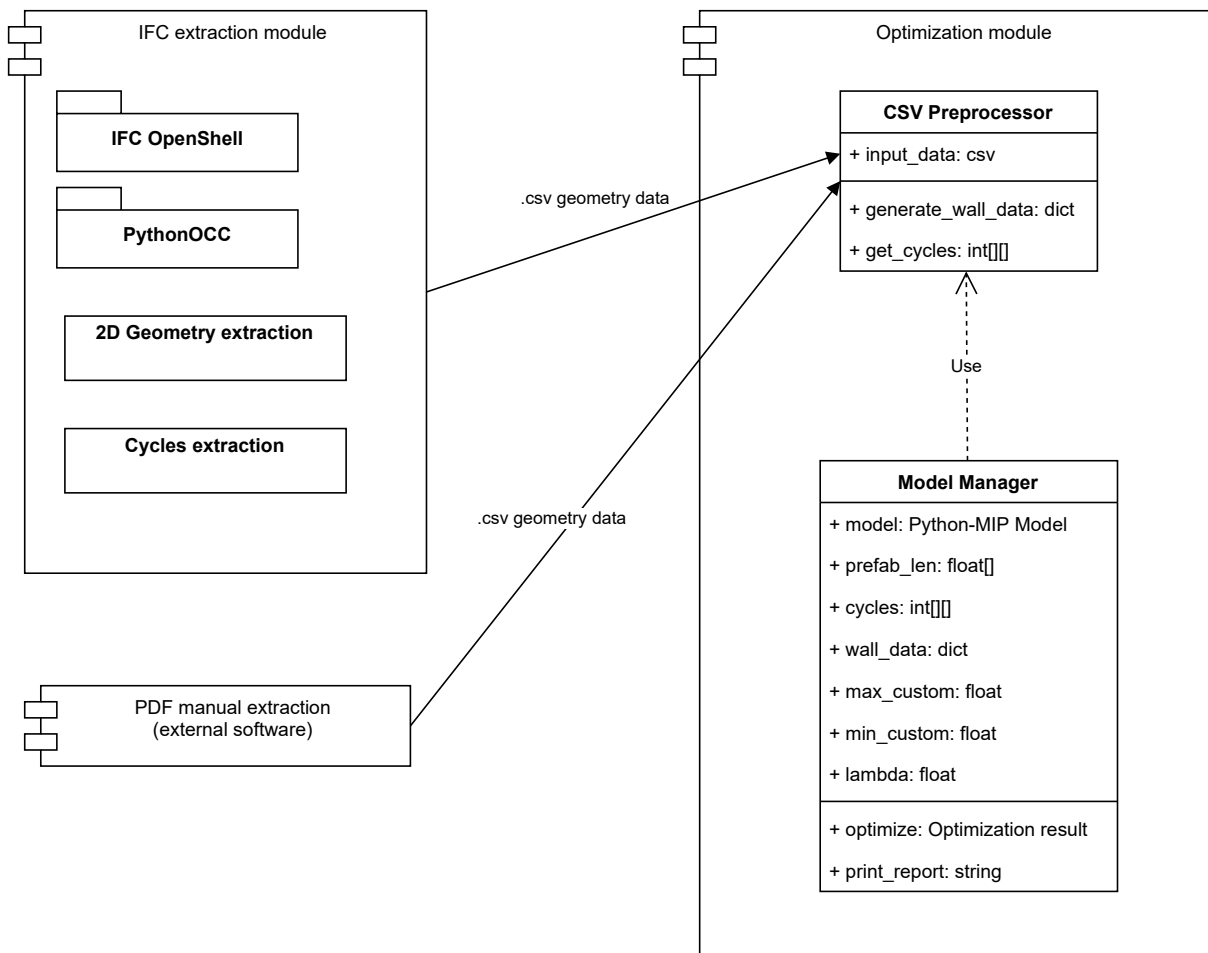 IFC extraction module
IFC OpenShell
PythonOCC
2D Geometry extraction
Cycles extraction
PDF manual extraction
(external software)
.csv geometry data
.csv geometry data
Optimization module
CSV Preprocessor
+ input_data: csv
+ generate_wall_data: dict
+ get_cycles: int[][]
Use
Model Manager
+ model: Python-MIP Model
+ prefab_len: float[]
+ cycles: int[][]
+ wall_data: dict
+ max_custom: float
+ min_custom: float
+ lambda: float
+ optimize: Optimization result
+ print_report: string